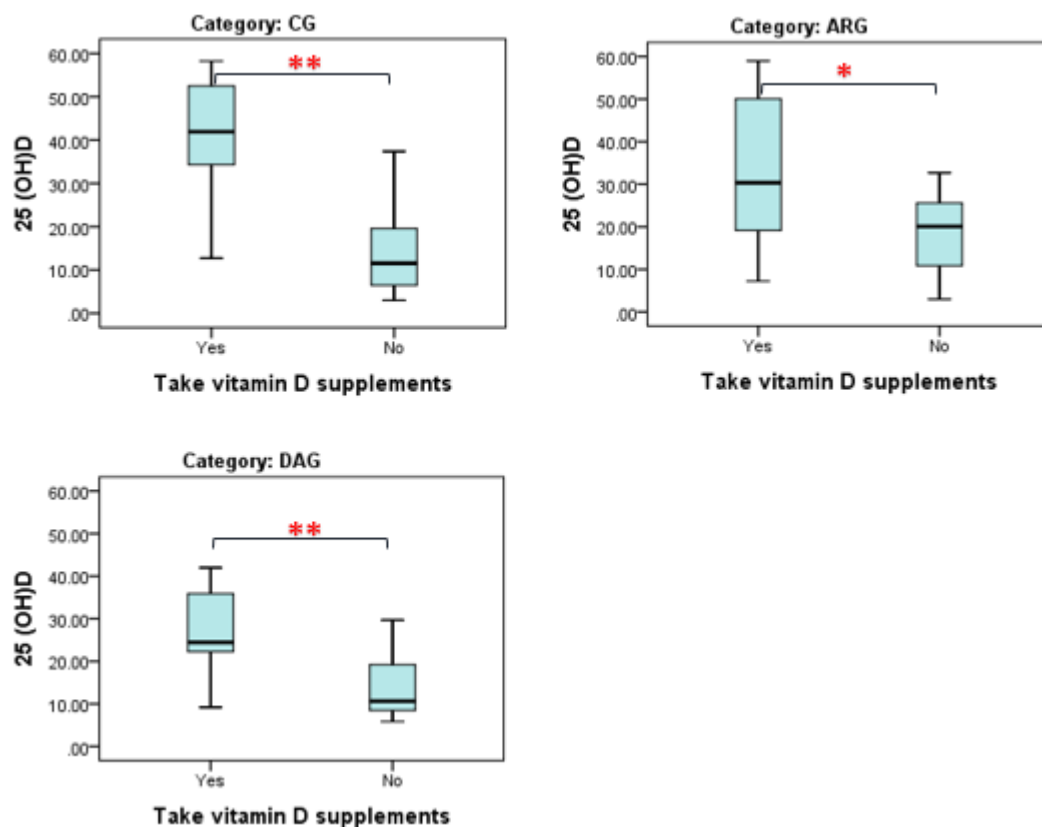 Category: CG
60.00
50.00
40.00
30.00
20.00
10.00
.00
25 (OH)D
**
Yes No
Take vitamin D supplements
Category: ARG
60.00
50.00
40.00
30.00
20.00
10.00
.00
25 (OH)D
*
Yes No
Take vitamin D supplements
Category: DAG
60.00
50.00
40.00
30.00
20.00
10.00
.00
25 (OH)D
**
Yes No
Take vitamin D supplements